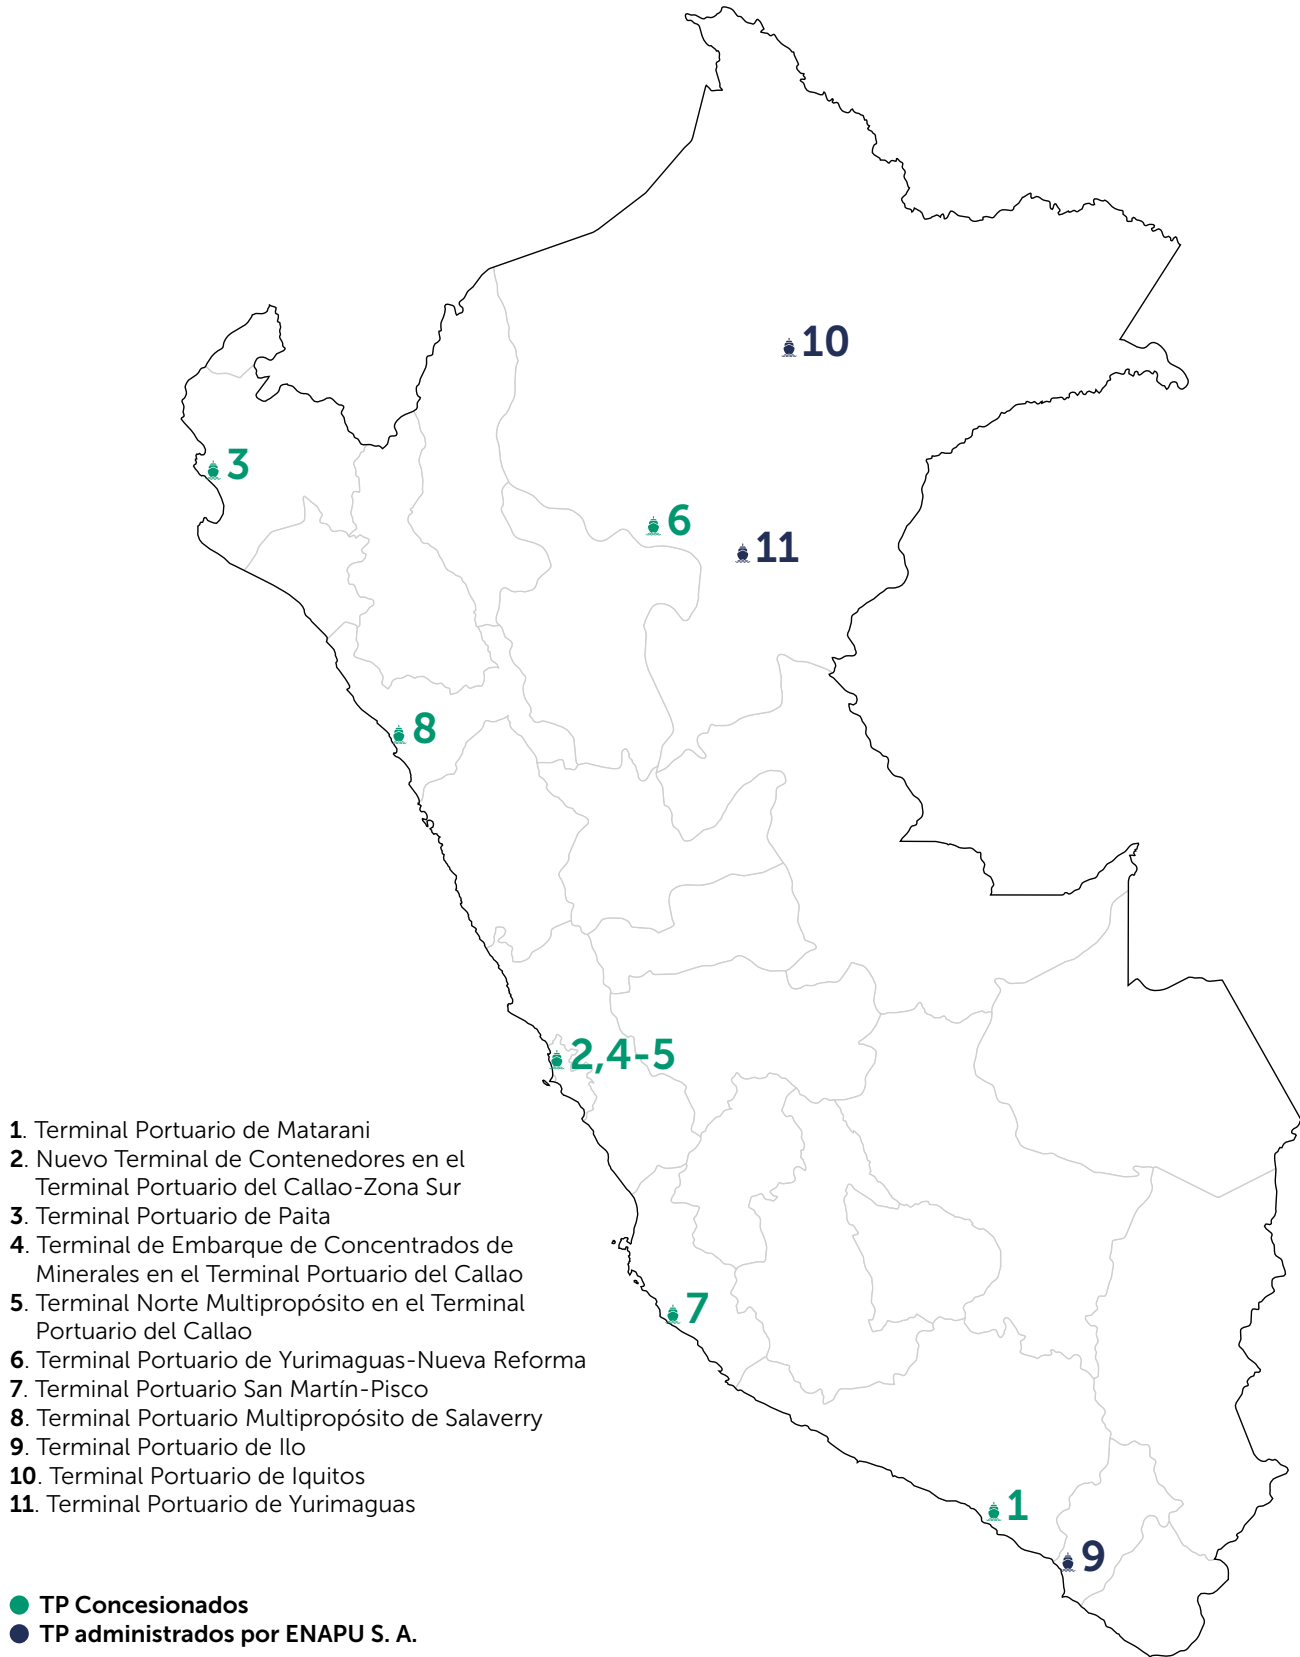 10
3
6
11
8
2,4-5
1. Terminal Portuario de Matarani
2. Nuevo Terminal de Contenedores en el
Terminal Portuario del Callao-Zona Sur
3. Terminal Portuario de Paita
4. Terminal de Embarque de Concentrados de
Minerales en el Terminal Portuario del Callao
5. Terminal Norte Multipropósito en el Terminal
Portuario del Callao
6. Terminal Portuario de Yurimaguas-Nueva Reforma
7. Terminal Portuario San Martín-Pisco
8. Terminal Portuario Multipropósito de Salaverry
9. Terminal Portuario de Ilo
10. Terminal Portuario de Iquitos
11. Terminal Portuario de Yurimaguas
7
1
9
TP Concesionados
TP administrados por ENAPU S. A.